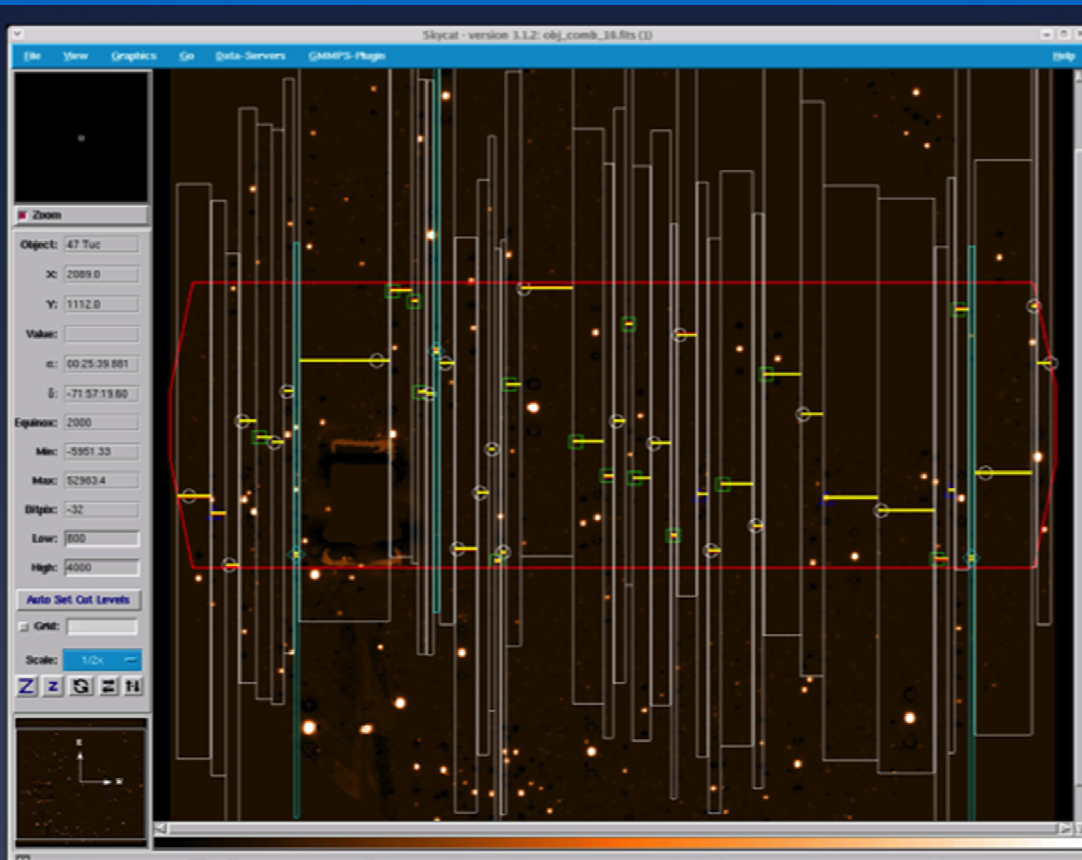 Skycat - version 3.1.2: obj_comb_10.fits (1)
File View Graphics Go Data-Servers GMMPS-Plugin Help
Zoom
Object: 47 Tuc
X: 2089.0
Y: 1112.0
Value:
α: 00:25:39.881
δ: -71:57:19.60
Equinox: 2000
Min: -5951.33
Max: 52983.4
Bitpix: -32
Low: 800
High: 4000
Auto Set Cut Levels
Grid:
Scale: 1/2x
Z z
E